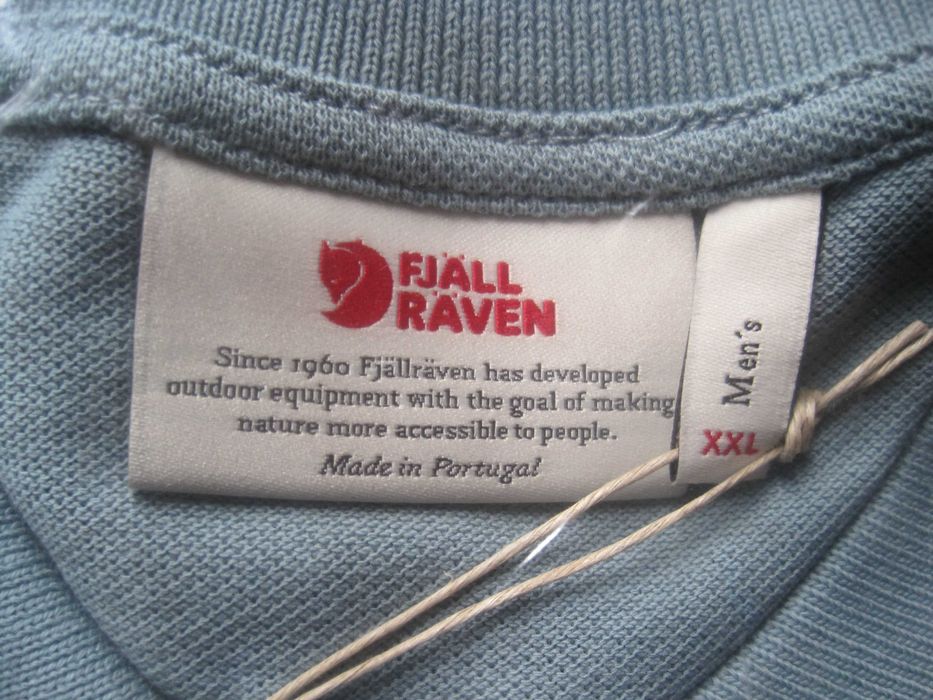 FJÄLL
RÄVEN
Since 1960 Fjällräven has developed
outdoor equipment with the goal of making
nature more accessible to people.
Made in Portugal
Men´s
XXL